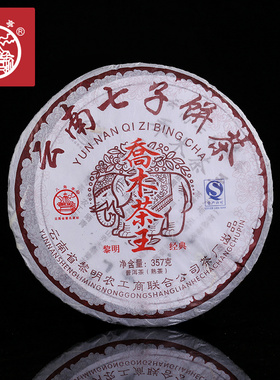 云南七子饼茶
YUN NAN QI ZI BING CHA
喬木茶王
黎明 经典
净含量: 357克
普洱茶(熟茶)
云南省黎明农工商联合公司茶厂出品